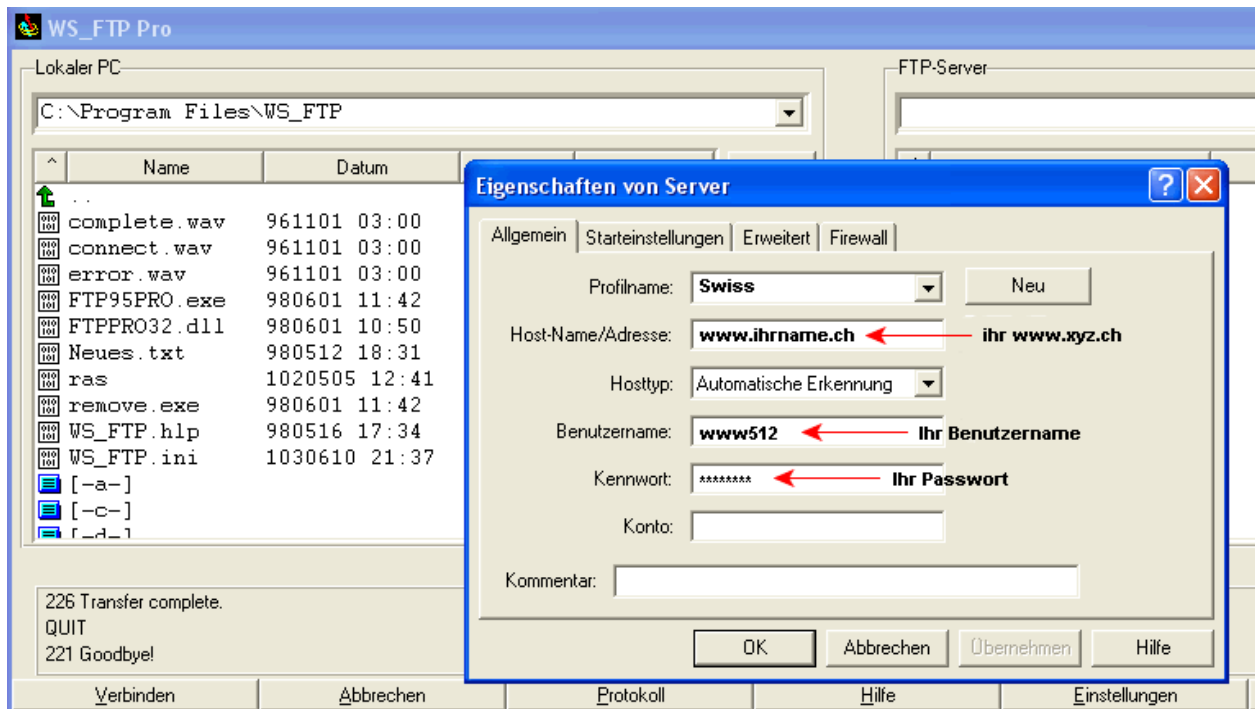 WS_FTP Pro
Lokaler PC
FTP-Server
C:\Program Files\WS_FTP
^ Name Datum
..
complete.wav 961101 03:00
connect.wav 961101 03:00
error.wav 961101 03:00
FTP95PRO.exe 980601 11:42
FTPPRO32.dll 980601 10:50
Neues.txt 980512 18:31
ras 1020505 12:41
remove.exe 980601 11:42
WS_FTP.hlp 980516 17:34
WS_FTP.ini 1030610 21:37
[-a-]
[-c-]
[-d-]
Eigenschaften von Server
Allgemein Starteinstellungen Erweitert Firewall
Profilname: Swiss Neu
Host-Name/Adresse: www.ihrname.ch ihr www.xyz.ch
Hosttyp: Automatische Erkennung
Benutzername: www512 Ihr Benutzername
Kennwort: ******** Ihr Passwort
Konto:
Kommentar:
OK Abbrechen Übernehmen Hilfe
226 Transfer complete.
QUIT
221 Goodbye!
Verbinden Abbrechen Protokoll Hilfe Einstellungen